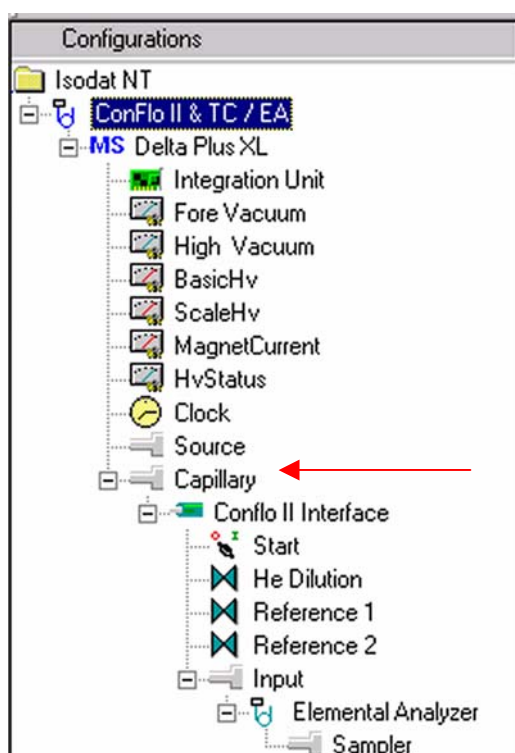 Configurations
Isodat NT
ConFlo II & TC / EA
MS Delta Plus XL
Integration Unit
Fore Vacuum
High Vacuum
BasicHv
ScaleHv
MagnetCurrent
HvStatus
Clock
Source
Capillary
Conflo II Interface
Start
He Dilution
Reference 1
Reference 2
Input
Elemental Analyzer
Sampler